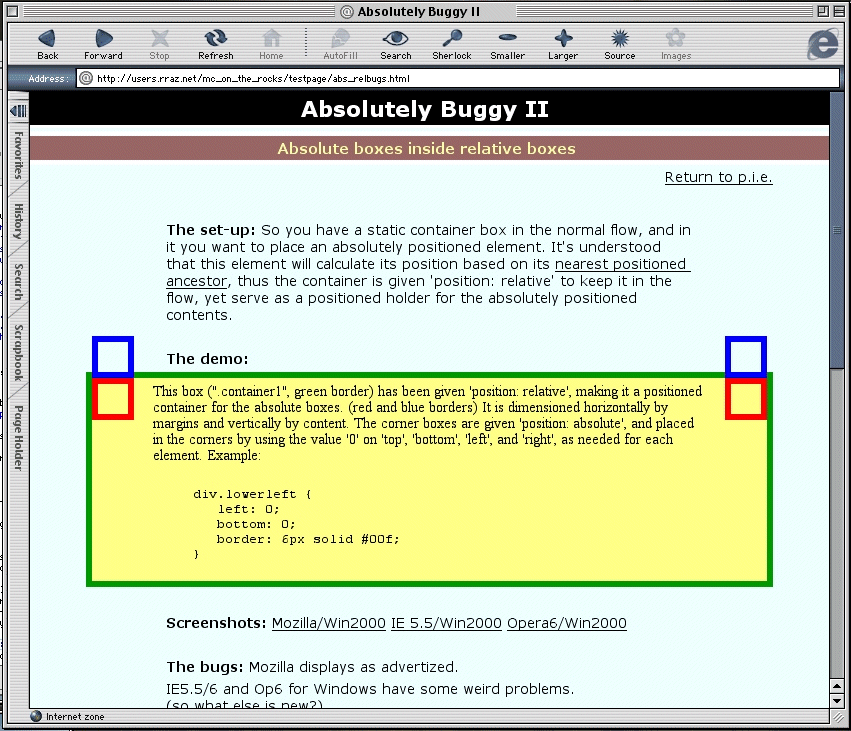 Absolutely Buggy II
Back Forward Stop Refresh Home AutoFill Search Sherlock Smaller Larger Source Images
Address: http://users.rraz.net/mc_on_the_rocks/testpage/abs_relbugs.html
Favorites
History
Search
Scrapbook
Page Holder
Absolutely Buggy II
Absolute boxes inside relative boxes
Return to p.i.e.
The set-up: So you have a static container box in the normal flow, and in
it you want to place an absolutely positioned element. It's understood
that this element will calculate its position based on its nearest positioned
ancestor, thus the container is given 'position: relative' to keep it in the
flow, yet serve as a positioned holder for the absolutely positioned
contents.
The demo:
This box (".container1", green border) has been given 'position: relative', making it a positioned
container for the absolute boxes. (red and blue borders) It is dimensioned horizontally by
margins and vertically by content. The corner boxes are given 'position: absolute', and placed
in the corners by using the value '0' on 'top', 'bottom', 'left', and 'right', as needed for each
element. Example:
div.lowerleft {
left: 0;
bottom: 0;
border: 6px solid #00f;
}
Screenshots: Mozilla/Win2000 IE 5.5/Win2000 Opera6/Win2000
The bugs: Mozilla displays as advertized.
IE5.5/6 and Op6 for Windows have some weird problems.
(so what else is new?)
Internet zone